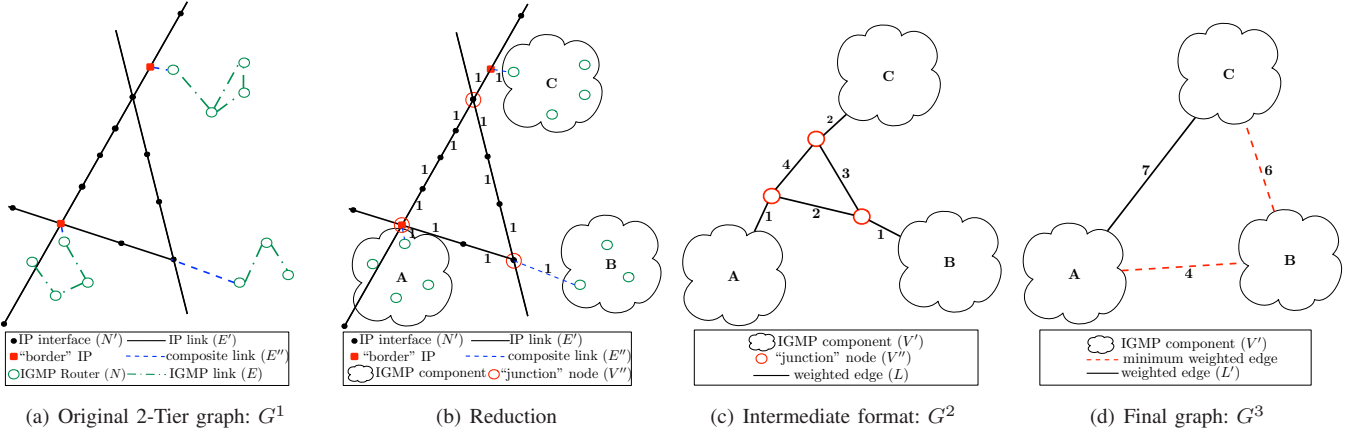 IP interface (N′) IP link (E′)
"border" IP composite link (E″)
IGMP Router (N) IGMP link (E)
(a) Original 2-Tier graph: G¹
C
1 1
1
1
1
1
1
1
1
1
1
1 1
1
1
A
B
IP interface (N′) IP link (E′)
"border" IP composite link (E″)
IGMP component "junction" node (V″)
(b) Reduction
C
2
4
3
1
2
1
A
B
IGMP component (V′)
"junction" node (V″)
weighted edge (L)
(c) Intermediate format: G²
C
7
6
A
B
4
IGMP component (V′)
minimum weighted edge
weighted edge (L′)
(d) Final graph: G³